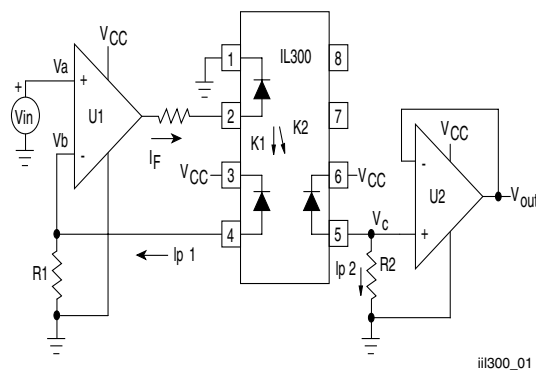 VCC
Va
+
U1
+
Vin
Vb
-
IF
1
2
3
4
IL300
K1
K2
8
7
6
5
VCC
VCC
Ip 1
R1
Vc
Ip 2
R2
VCC
-
U2
+
Vout
iil300_01